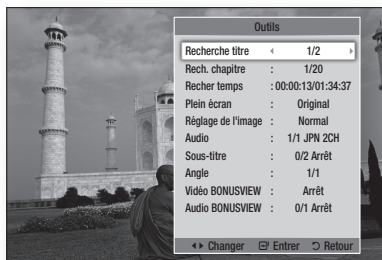 Outils
Recherche titre ◂ 1/2 ▸
Rech. chapitre : 1/20
Recher temps : 00:00:13/01:34:37
Plein écran : Original
Réglage de l'image : Normal
Audio : 1/1 JPN 2CH
Sous-titre : 0/2 Arrêt
Angle : 1/1
Vidéo BONUSVIEW : Arrêt
Audio BONUSVIEW : 0/1 Arrêt
◂▸ Changer Entrer Retour